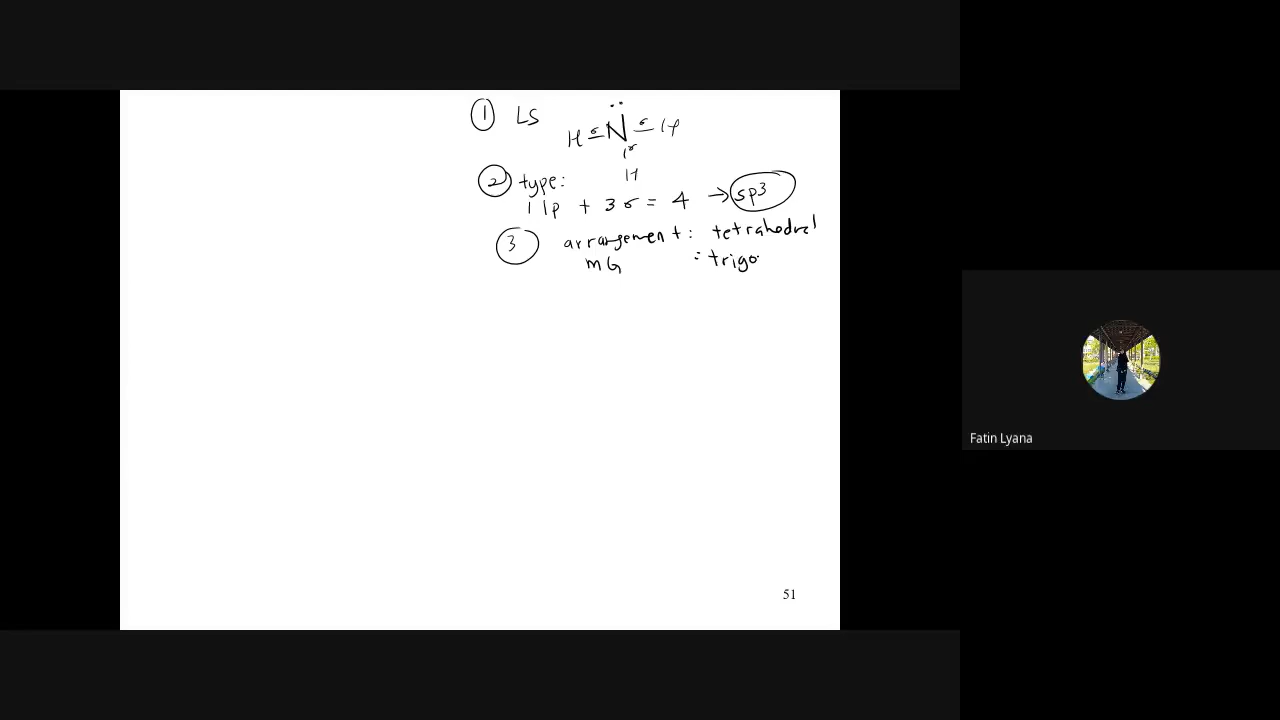 ① LS
H σ N̈ σ H
σ
H
② type:
1 lp + 3 σ = 4 → sp3
③ arrangement : tetrahedral
mG : trigo
51
Fatin Lyana